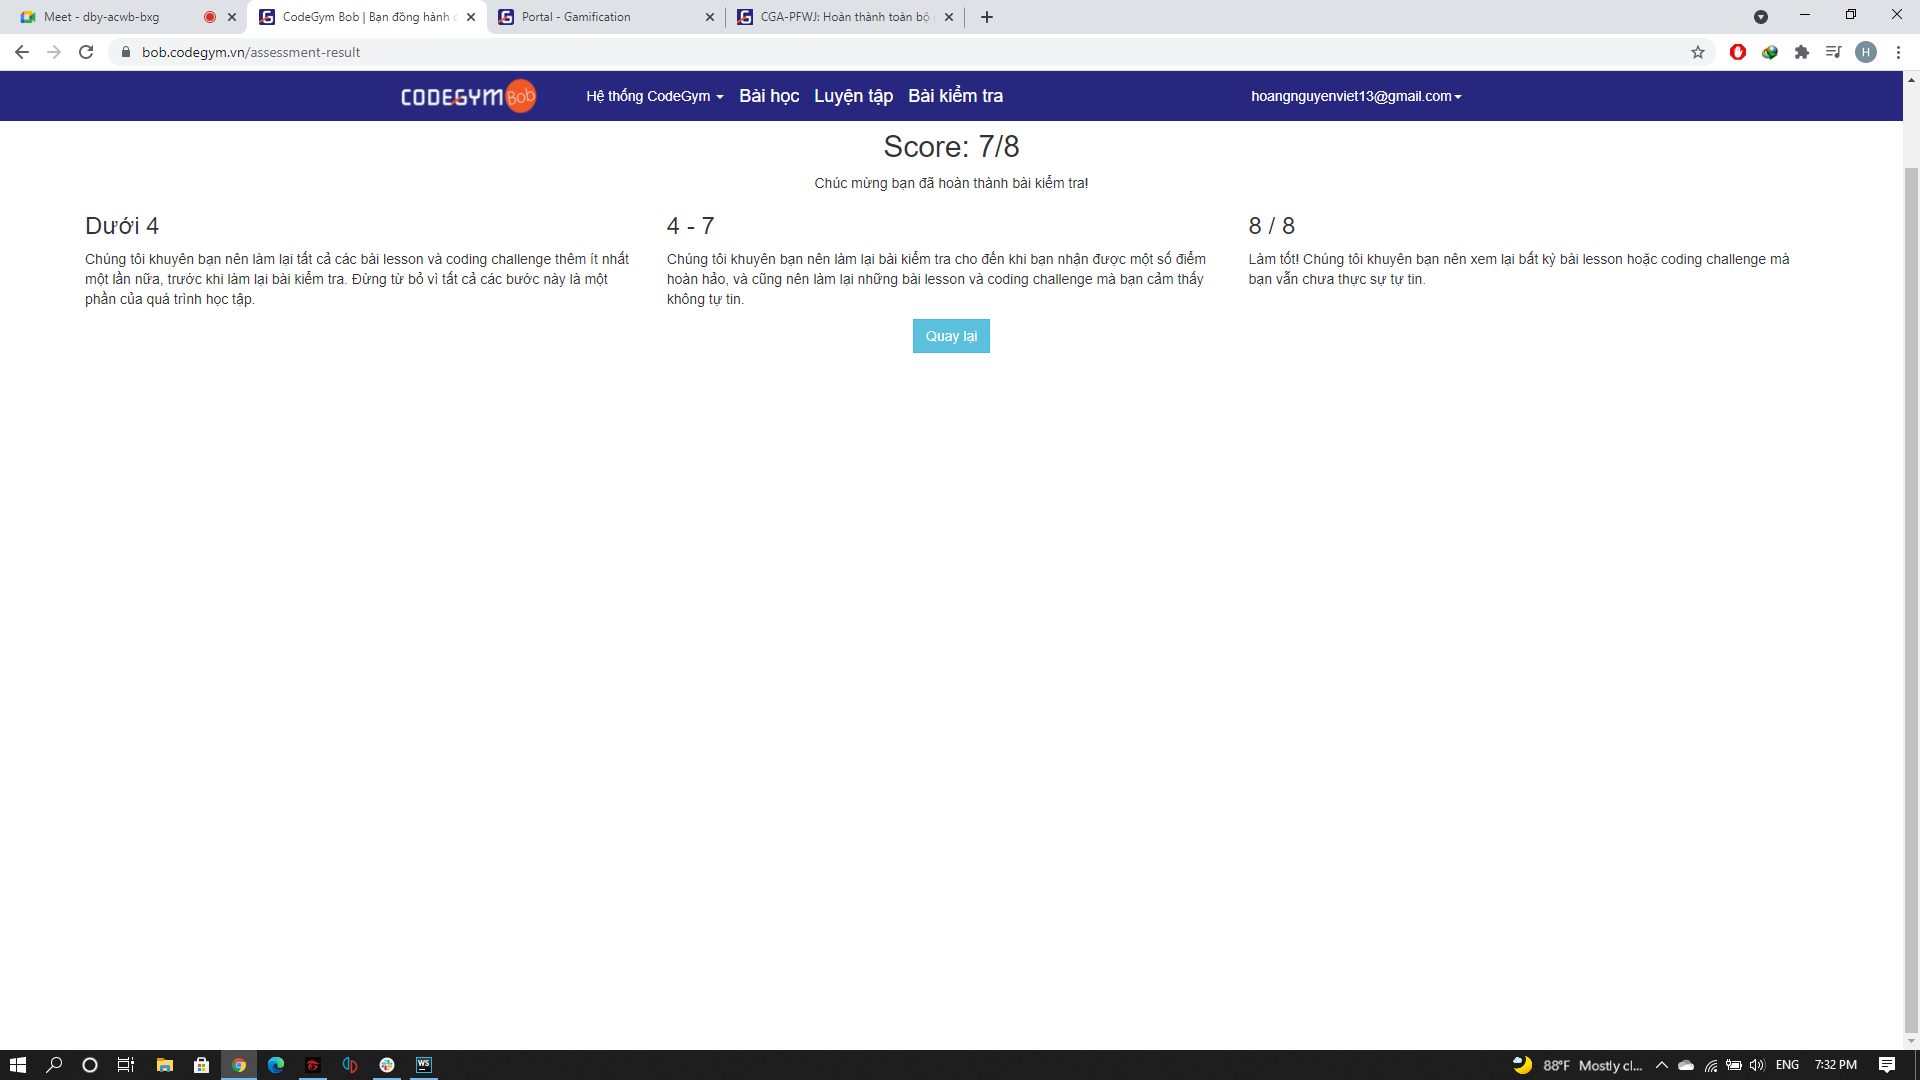 Meet - dby-acwb-bxg
CodeGym Bob | Bạn đồng hành
Portal - Gamification
CGA-PFWJ: Hoàn thành toàn bộ
bob.codegym.vn/assessment-result
H
CODEGYM Bob
Hệ thống CodeGym
Bài học
Luyện tập
Bài kiểm tra
hoangnguyenviet13@gmail.com
Score: 7/8
Chúc mừng bạn đã hoàn thành bài kiểm tra!
Dưới 4
Chúng tôi khuyên bạn nên làm lại tất cả các bài lesson và coding challenge thêm ít nhất
một lần nữa, trước khi làm lại bài kiểm tra. Đừng từ bỏ vì tất cả các bước này là một
phần của quá trình học tập.
4 - 7
Chúng tôi khuyên bạn nên làm lại bài kiểm tra cho đến khi bạn nhận được một số điểm
hoàn hảo, và cũng nên làm lại những bài lesson và coding challenge mà bạn cảm thấy
không tự tin.
8 / 8
Làm tốt! Chúng tôi khuyên bạn nên xem lại bất kỳ bài lesson hoặc coding challenge mà
bạn vẫn chưa thực sự tự tin.
Quay lại
WS
88°F Mostly cl...
ENG
7:32 PM